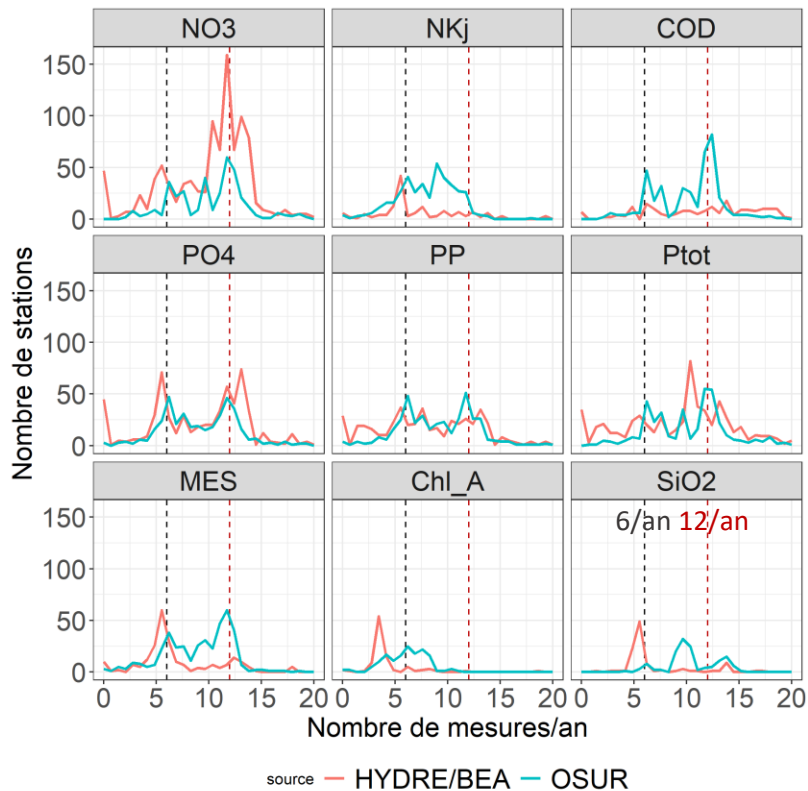 NO3 NKj COD
150
100
50
0
PO4 PP Ptot
150
100
50
0
MES Chl_A SiO2
150
100
50
0
6/an 12/an
0 5 10 15 20 0 5 10 15 20 0 5 10 15 20
Nombre de stations
Nombre de mesures/an
source HYDRE/BEA OSUR